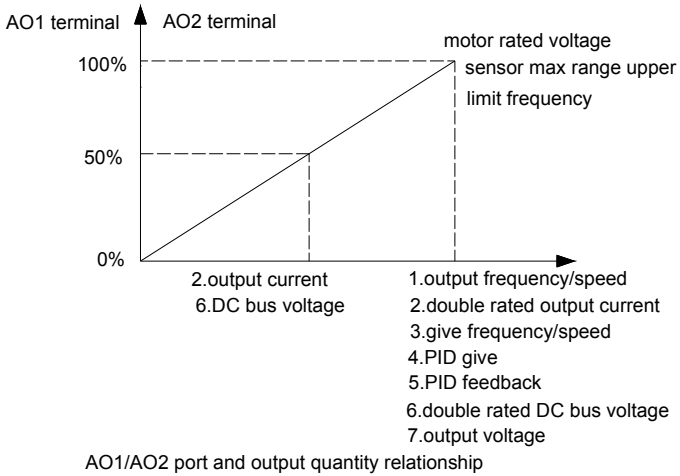 AO1 terminal AO2 terminal
motor rated voltage
100% sensor max range upper
limit frequency
50%
0%
2.output current 1.output frequency/speed
6.DC bus voltage 2.double rated output current
3.give frequency/speed
4.PID give
5.PID feedback
6.double rated DC bus voltage
7.output voltage
AO1/AO2 port and output quantity relationship